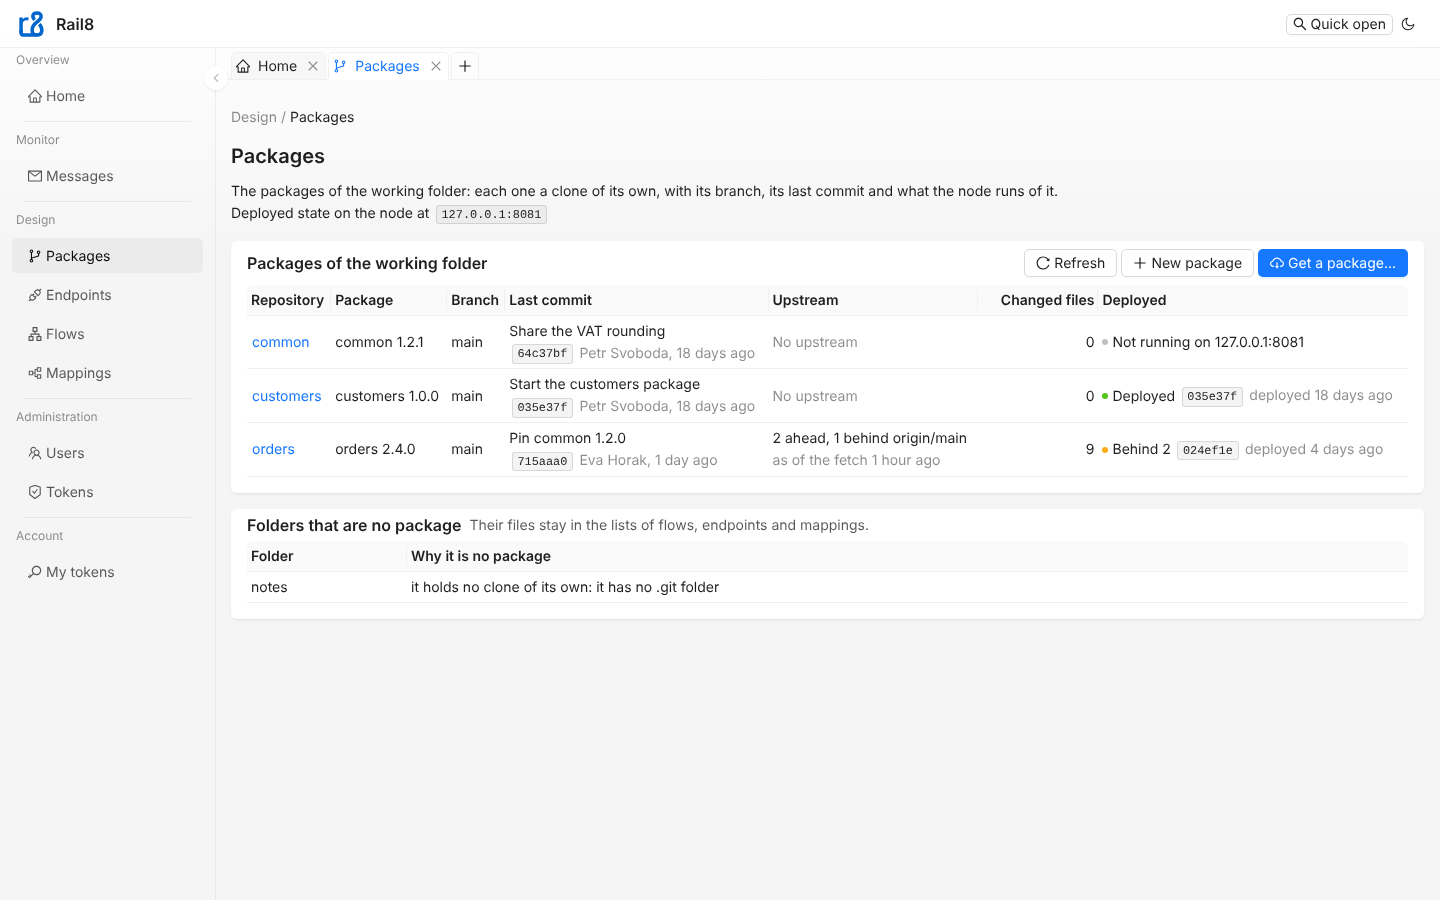 r8 Rail8
Quick open
Overview
Home
Monitor
Messages
Design
Packages
Endpoints
Flows
Mappings
Administration
Users
Tokens
Account
My tokens
Home
Packages
Design / Packages
Packages
The packages of the working folder: each one a clone of its own, with its branch, its last commit and what the node runs of it.
Deployed state on the node at 127.0.0.1:8081
Packages of the working folder
Refresh
New package
Get a package...
Repository Package Branch Last commit Upstream Changed files Deployed
common common 1.2.1 main Share the VAT rounding No upstream 0 Not running on 127.0.0.1:8081
64c37bf Petr Svoboda, 18 days ago
customers customers 1.0.0 main Start the customers package No upstream 0 Deployed 035e37f deployed 18 days ago
035e37f Petr Svoboda, 18 days ago
orders orders 2.4.0 main Pin common 1.2.0 2 ahead, 1 behind origin/main 9 Behind 2 024ef1e deployed 4 days ago
715aaa0 Eva Horak, 1 day ago as of the fetch 1 hour ago
Folders that are no package Their files stay in the lists of flows, endpoints and mappings.
Folder Why it is no package
notes it holds no clone of its own: it has no .git folder